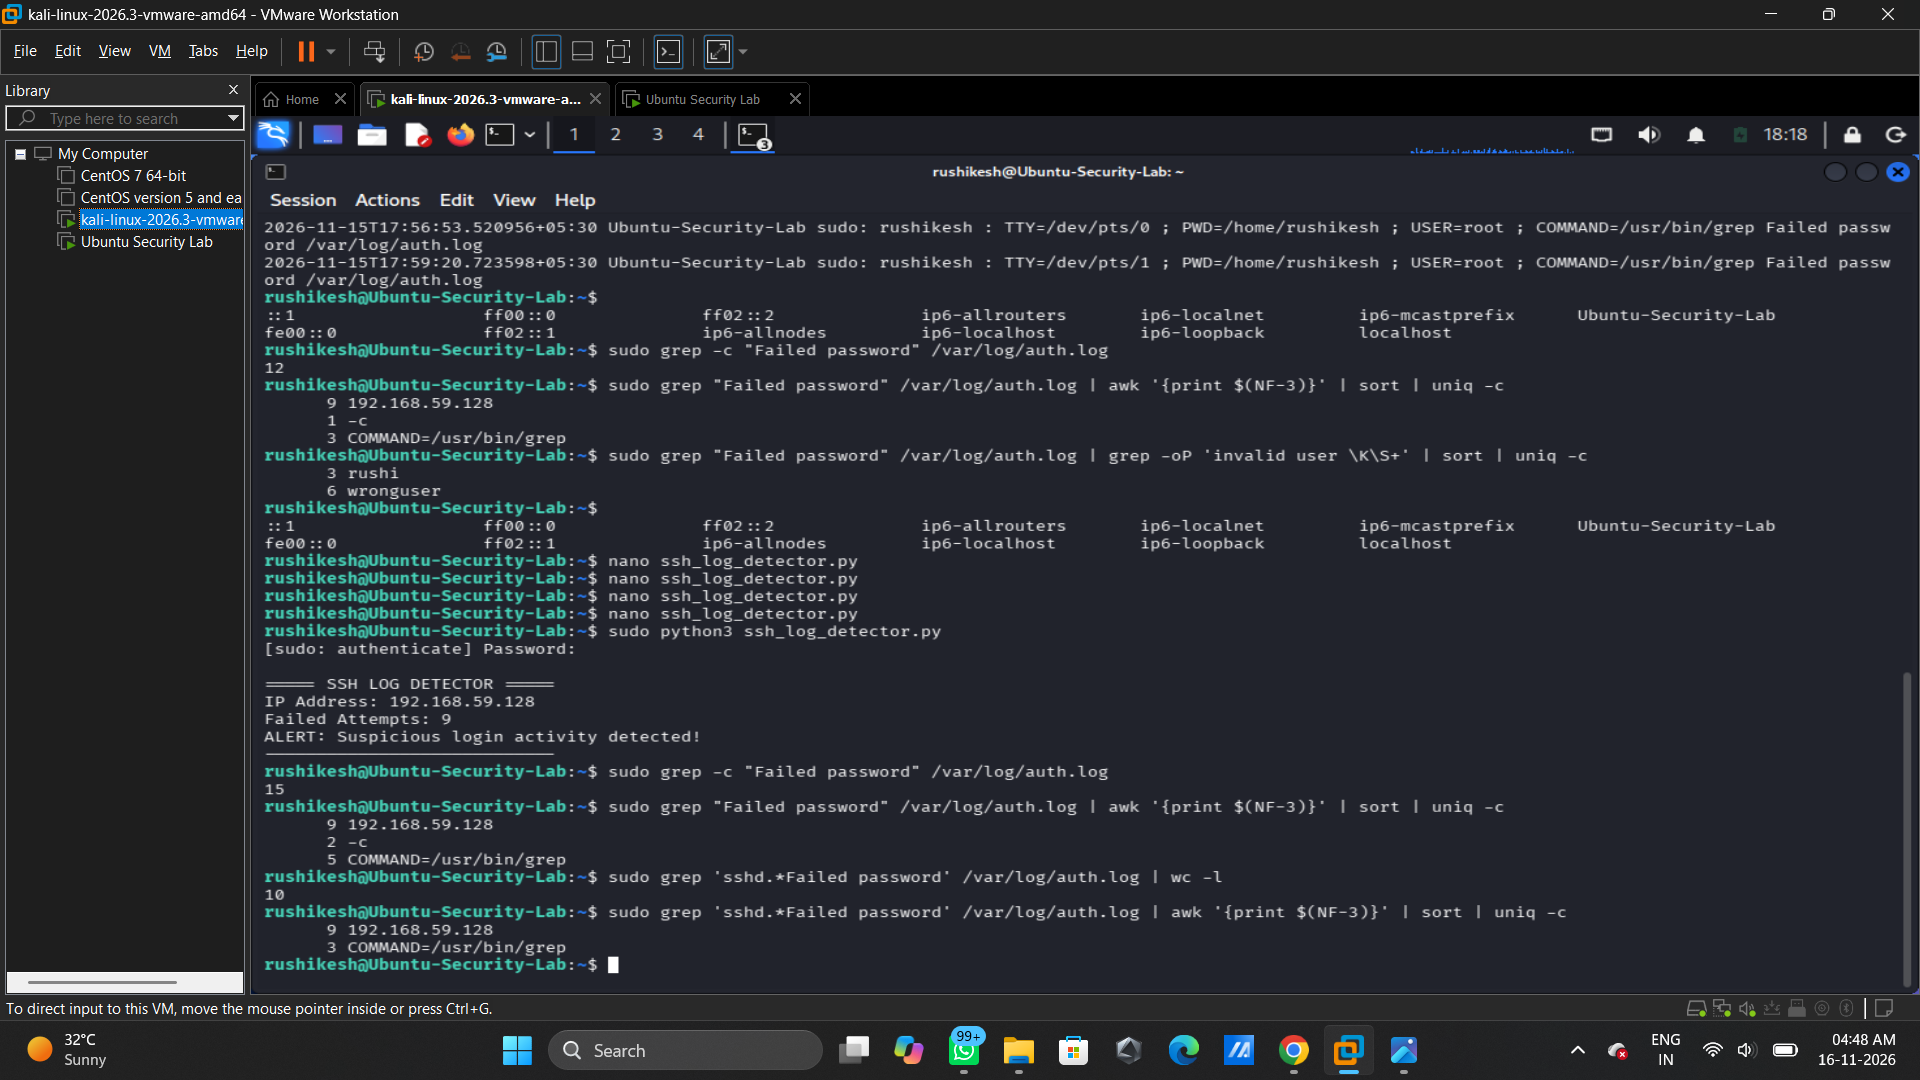 kali-linux-2026.3-vmware-amd64 - VMware Workstation
File Edit View VM Tabs Help
Library
Type here to search
My Computer
CentOS 7 64-bit
CentOS version 5 and ea
kali-linux-2026.3-vmware
Ubuntu Security Lab
Home
kali-linux-2026.3-vmware-a...
Ubuntu Security Lab
1 2 3 4
3
18:18
rushikesh@Ubuntu-Security-Lab: ~
Session Actions Edit View Help
2026-11-15T17:56:53.520956+05:30 Ubuntu-Security-Lab sudo: rushikesh : TTY=/dev/pts/0 ; PWD=/home/rushikesh ; USER=root ; COMMAND=/usr/bin/grep Failed passw
ord /var/log/auth.log
2026-11-15T17:59:20.723598+05:30 Ubuntu-Security-Lab sudo: rushikesh : TTY=/dev/pts/1 ; PWD=/home/rushikesh ; USER=root ; COMMAND=/usr/bin/grep Failed passw
ord /var/log/auth.log
rushikesh@Ubuntu-Security-Lab:~$
::1 ff00::0 ff02::2 ip6-allrouters ip6-localnet ip6-mcastprefix Ubuntu-Security-Lab
fe00::0 ff02::1 ip6-allnodes ip6-localhost ip6-loopback localhost
rushikesh@Ubuntu-Security-Lab:~$ sudo grep -c "Failed password" /var/log/auth.log
12
rushikesh@Ubuntu-Security-Lab:~$ sudo grep "Failed password" /var/log/auth.log | awk '{print $(NF-3)}' | sort | uniq -c
9 192.168.59.128
1 -c
3 COMMAND=/usr/bin/grep
rushikesh@Ubuntu-Security-Lab:~$ sudo grep "Failed password" /var/log/auth.log | grep -oP 'invalid user \K\S+' | sort | uniq -c
3 rushi
6 wronguser
rushikesh@Ubuntu-Security-Lab:~$
::1 ff00::0 ff02::2 ip6-allrouters ip6-localnet ip6-mcastprefix Ubuntu-Security-Lab
fe00::0 ff02::1 ip6-allnodes ip6-localhost ip6-loopback localhost
rushikesh@Ubuntu-Security-Lab:~$ nano ssh_log_detector.py
rushikesh@Ubuntu-Security-Lab:~$ nano ssh_log_detector.py
rushikesh@Ubuntu-Security-Lab:~$ nano ssh_log_detector.py
rushikesh@Ubuntu-Security-Lab:~$ nano ssh_log_detector.py
rushikesh@Ubuntu-Security-Lab:~$ sudo python3 ssh_log_detector.py
[sudo: authenticate] Password:
===== SSH LOG DETECTOR =====
IP Address: 192.168.59.128
Failed Attempts: 9
ALERT: Suspicious login activity detected!
----------------------------
rushikesh@Ubuntu-Security-Lab:~$ sudo grep -c "Failed password" /var/log/auth.log
15
rushikesh@Ubuntu-Security-Lab:~$ sudo grep "Failed password" /var/log/auth.log | awk '{print $(NF-3)}' | sort | uniq -c
9 192.168.59.128
2 -c
5 COMMAND=/usr/bin/grep
rushikesh@Ubuntu-Security-Lab:~$ sudo grep 'sshd.*Failed password' /var/log/auth.log | wc -l
10
rushikesh@Ubuntu-Security-Lab:~$ sudo grep 'sshd.*Failed password' /var/log/auth.log | awk '{print $(NF-3)}' | sort | uniq -c
9 192.168.59.128
3 COMMAND=/usr/bin/grep
rushikesh@Ubuntu-Security-Lab:~$
To direct input to this VM, move the mouse pointer inside or press Ctrl+G.
32°C
Sunny
Search
99+
ENG
IN
04:48 AM
16-11-2026